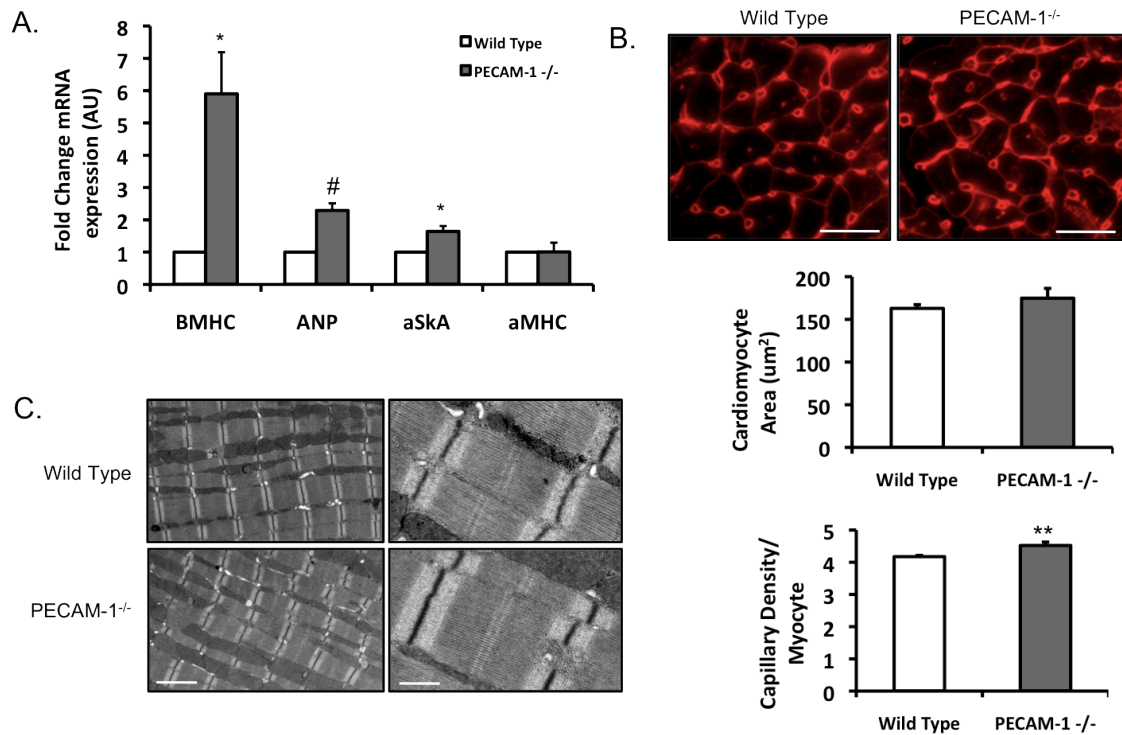 A.
Fold Change mRNA
expression (AU)
8
7
6
5
4
3
2
1
0
*
#
*
Wild Type
PECAM-1 -/-
BMHC ANP aSkA aMHC
B.
Wild Type PECAM-1-/-
Cardiomyocyte
Area (um2)
200
150
100
50
0
Wild Type PECAM-1 -/-
Capillary Density/
Myocyte
5
4
3
2
1
0
**
Wild Type PECAM-1 -/-
C.
Wild Type
PECAM-1-/-